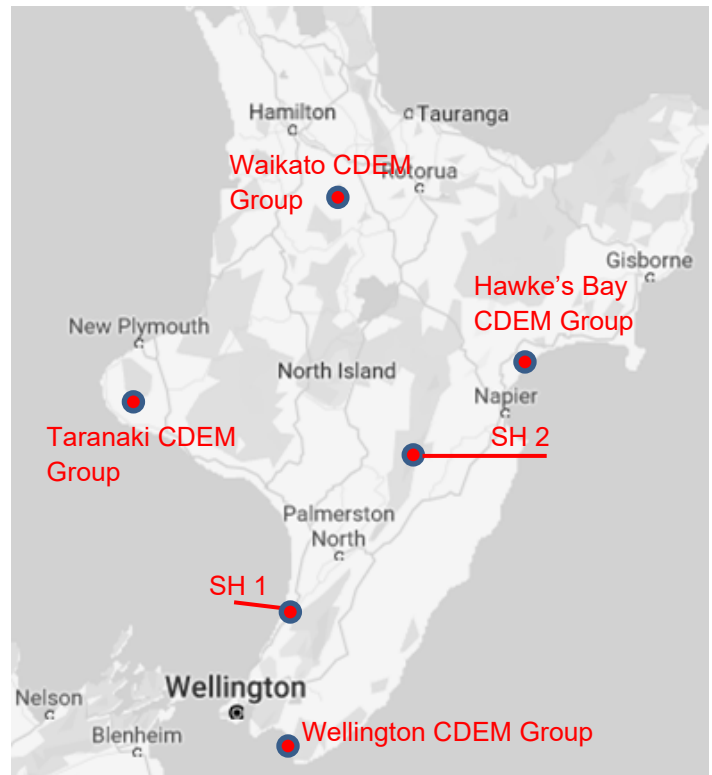 Hamilton
Tauranga
Waikato CDEM
Group
Rotorua
Gisborne
Hawke’s Bay
CDEM Group
New Plymouth
North Island
Napier
Taranaki CDEM
Group
SH 2
Palmerston
North
SH 1
Wellington
Nelson
Wellington CDEM Group
Blenheim